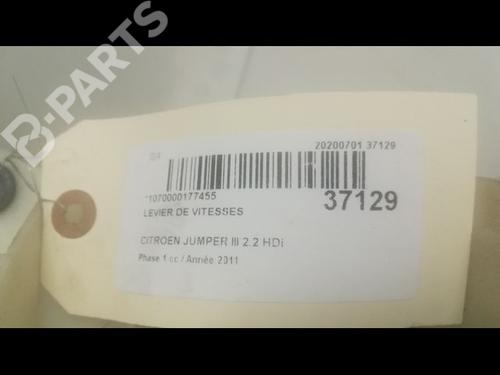 B-PARTS
20200701 37129
*1070000177455
37129
LEVIER DE VITESSES
CITROEN JUMPER III 2.2 HDi
Phase 1 cc / Année 2011